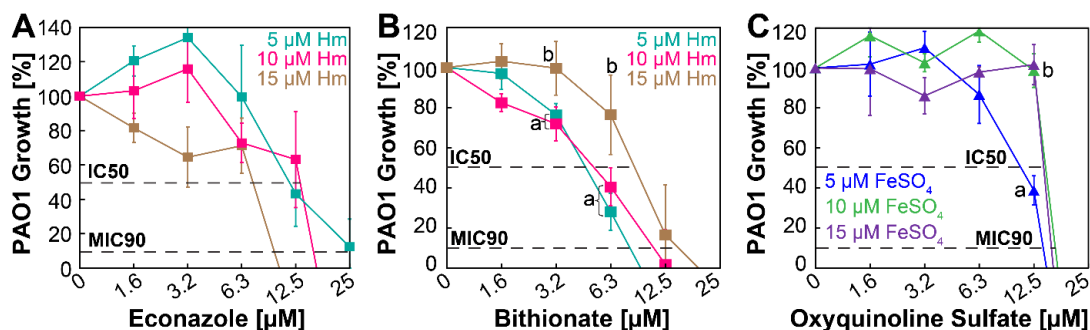 A
PAO1 Growth [%]
140
120
100
80
60
40
20
0
5 µM Hm
10 µM Hm
15 µM Hm
IC50
MIC90
0
1.6
3.2
6.3
12.5
25
Econazole [µM]
B
PAO1 Growth [%]
120
100
80
60
40
20
0
5 µM Hm
10 µM Hm
15 µM Hm
b
b
a
a
IC50
MIC90
0
1.6
3.2
6.3
12.5
25
Bithionate [µM]
C
PAO1 Growth [%]
120
100
80
60
40
20
0
b
IC50
5 µM FeSO₄
10 µM FeSO₄
15 µM FeSO₄
a
MIC90
0
1.6
3.2
6.3
12.5
25
Oxyquinoline Sulfate [µM]